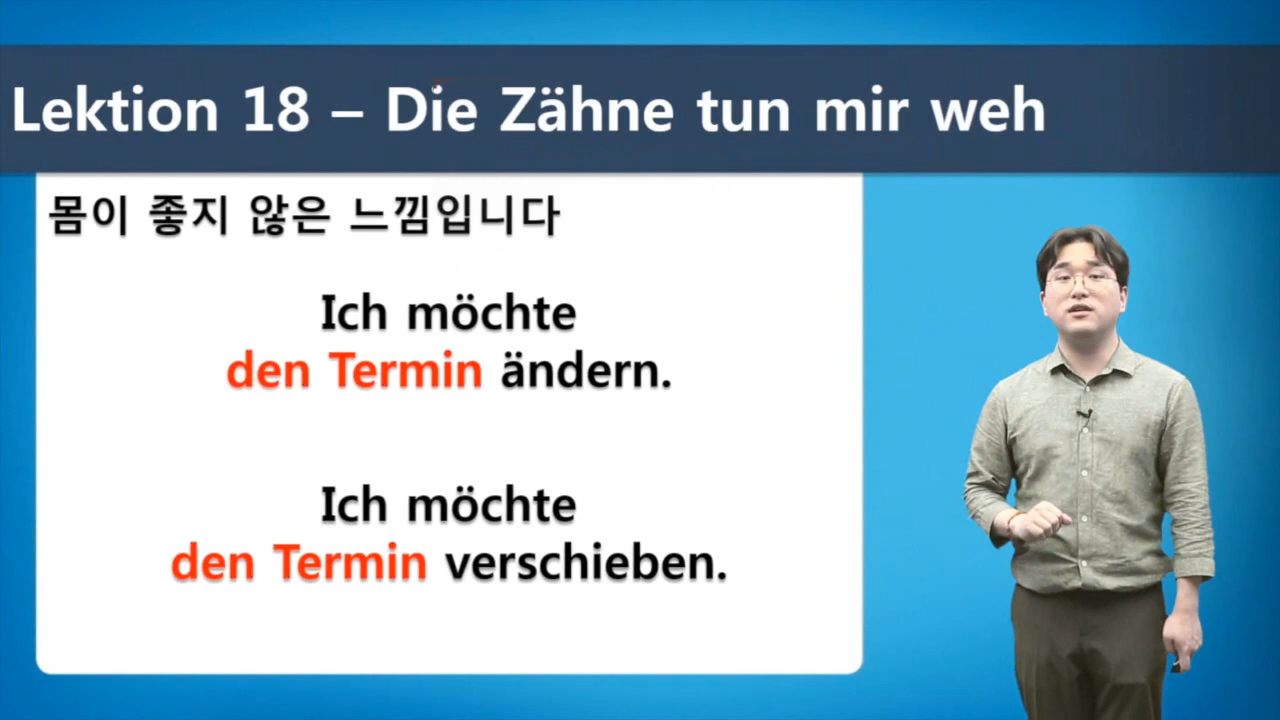 Lektion 18 – Die Zähne tun mir weh
몸이 좋지 않은 느낌입니다
Ich möchte
den Termin ändern.
Ich möchte
den Termin verschieben.